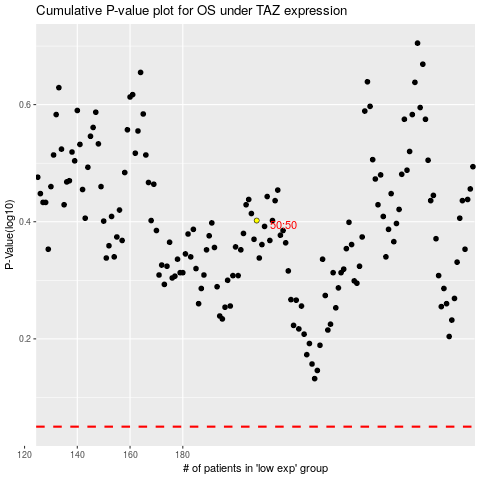 Cumulative P-value plot for OS under TAZ expression
P-Value(log10)
0.6
0.4
0.2
50:50
120 140 160 180
# of patients in 'low exp' group